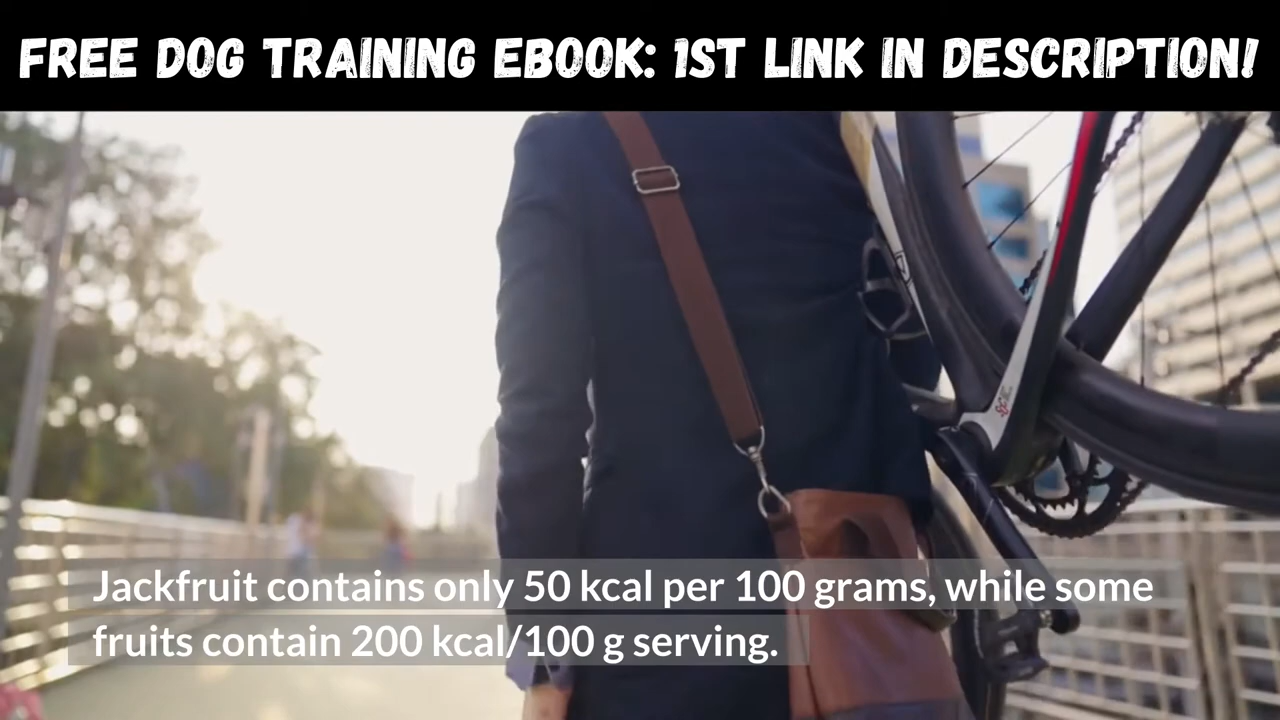 FREE DOG TRAINING EBOOK: 1ST LINK IN DESCRIPTION!
Jackfruit contains only 50 kcal per 100 grams, while some
fruits contain 200 kcal/100 g serving.